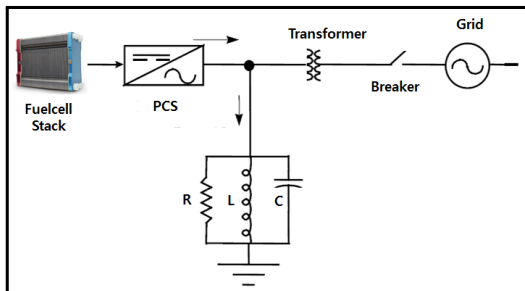 Grid
Transformer
Breaker
Fuelcell
Stack
PCS
R
L
C